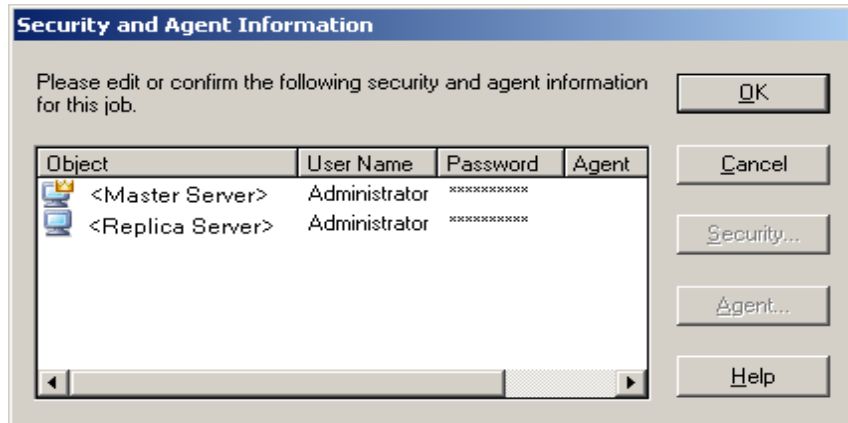 Security and Agent Information
Please edit or confirm the following security and agent information
for this job.
OK
Object User Name Password Agent
Cancel
<Master Server> Administrator **********
<Replica Server> Administrator **********
Security...
Agent...
Help